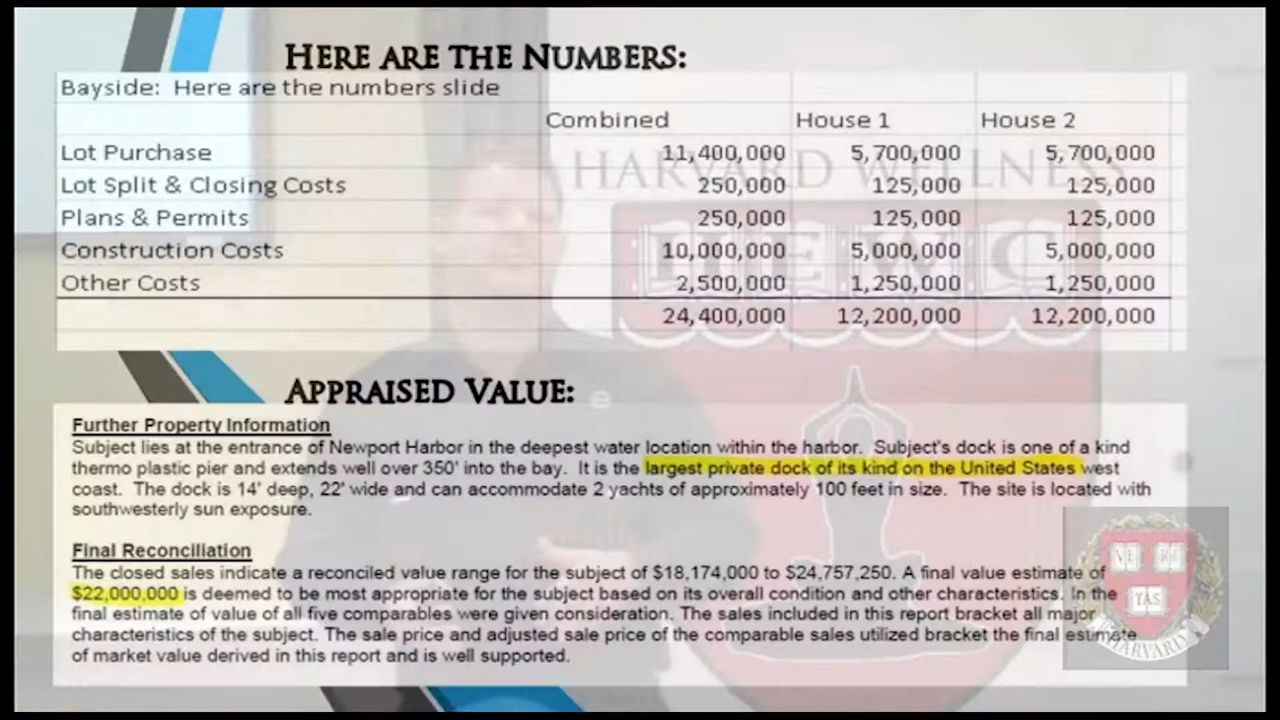 HERE ARE THE NUMBERS:
Bayside: Here are the numbers slide
Combined House 1 House 2
Lot Purchase 11,400,000 5,700,000 5,700,000
HARVARD WELLNESS
Lot Split & Closing Costs 250,000 125,000 125,000
Plans & Permits 250,000 125,000 125,000
Construction Costs 10,000,000 5,000,000 5,000,000
Other Costs 2,500,000 1,250,000 1,250,000
24,400,000 12,200,000 12,200,000
APPRAISED VALUE:
Further Property Information
Subject lies at the entrance of Newport Harbor in the deepest water location within the harbor. Subject's dock is one of a kind
thermo plastic pier and extends well over 350' into the bay. It is the largest private dock of its kind on the United States west
coast. The dock is 14' deep, 22' wide and can accommodate 2 yachts of approximately 100 feet in size. The site is located with
southwesterly sun exposure.
Final Reconciliation
The closed sales indicate a reconciled value range for the subject of $18,174,000 to $24,757,250. A final value estimate of
$22,000,000 is deemed to be most appropriate for the subject based on its overall condition and other characteristics. In the
final estimate of value of all five comparables were given consideration. The sales included in this report bracket all major
characteristics of the subject. The sale price and adjusted sale price of the comparable sales utilized bracket the final estimate
of market value derived in this report and is well supported.
VE RI
TAS
HARVARD